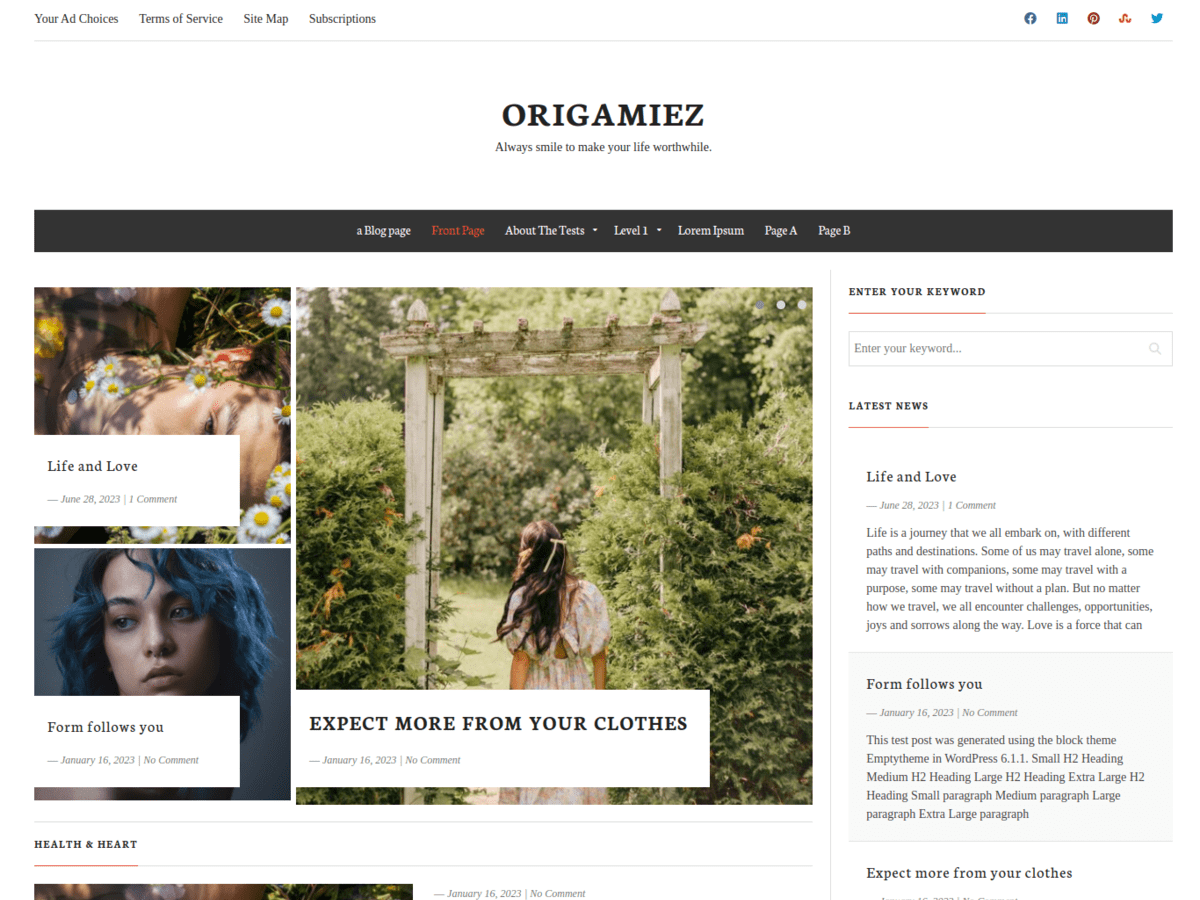 Your Ad Choices Terms of Service Site Map Subscriptions
ORIGAMIEZ
Always smile to make your life worthwhile.
a Blog page Front Page About The Tests Level 1 Lorem Ipsum Page A Page B
Life and Love
— June 28, 2023 | 1 Comment
Form follows you
— January 16, 2023 | No Comment
EXPECT MORE FROM YOUR CLOTHES
— January 16, 2023 | No Comment
HEALTH & HEART
— January 16, 2023 | No Comment
ENTER YOUR KEYWORD
Enter your keyword...
LATEST NEWS
Life and Love
— June 28, 2023 | 1 Comment
Life is a journey that we all embark on, with different
paths and destinations. Some of us may travel alone, some
may travel with companions, some may travel with a
purpose, some may travel without a plan. But no matter
how we travel, we all encounter challenges, opportunities,
joys and sorrows along the way. Love is a force that can
Form follows you
— January 16, 2023 | No Comment
This test post was generated using the block theme
Emptytheme in WordPress 6.1.1. Small H2 Heading
Medium H2 Heading Large H2 Heading Extra Large H2
Heading Small paragraph Medium paragraph Large
paragraph Extra Large paragraph
Expect more from your clothes